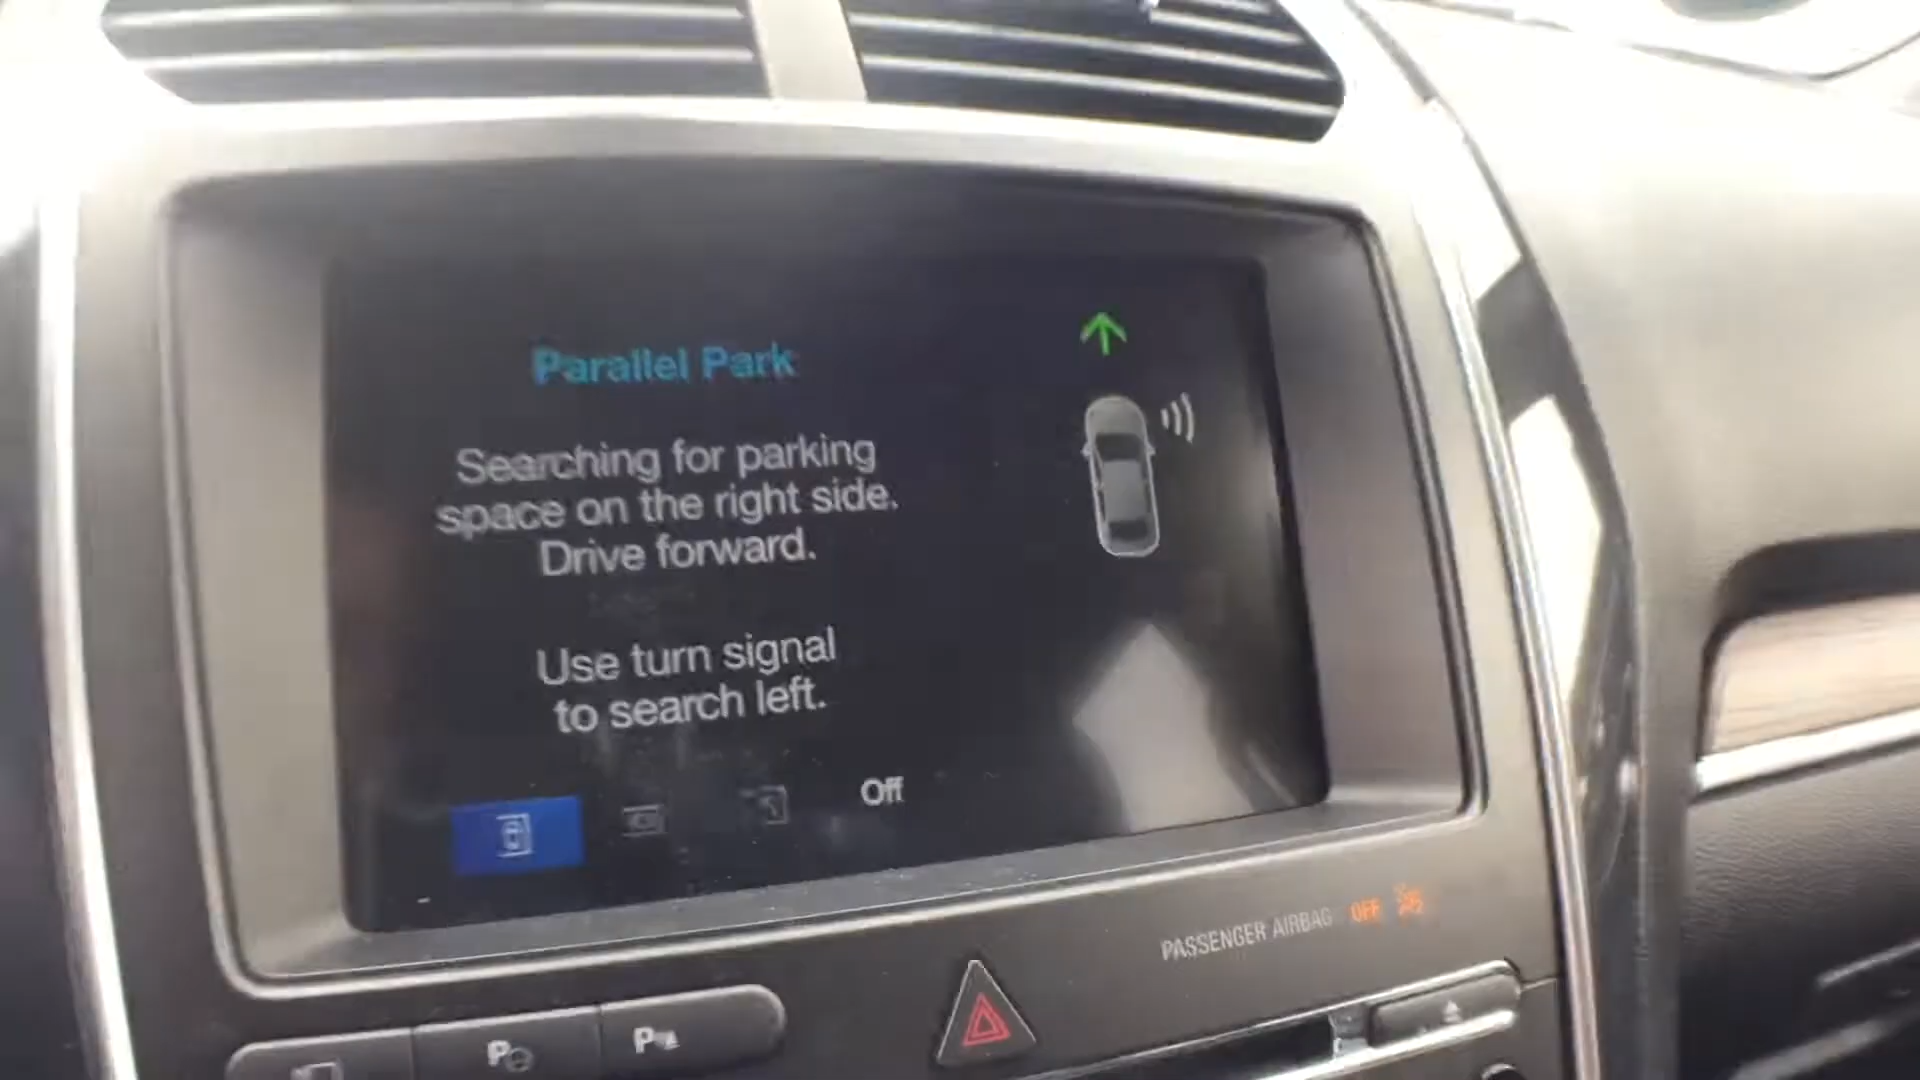 Parallel Park
Searching for parking
space on the right side.
Drive forward.
Use turn signal
to search left.
Off
PASSENGER AIRBAG OFF
P
P